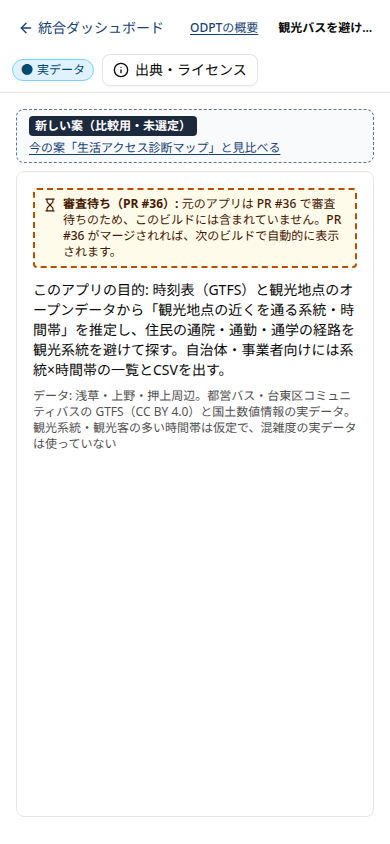 統合ダッシュボード ODPTの概要 観光バスを避け...
実データ 出典・ライセンス
新しい案（比較用・未選定）
今の案「生活アクセス診断マップ」と見比べる
審査待ち（PR #36）: 元のアプリは PR #36 で審査
待ちのため、このビルドには含まれていません。PR
#36 がマージされれば、次のビルドで自動的に表示
されます。
このアプリの目的: 時刻表（GTFS）と観光地点のオ
ープンデータから「観光地点の近くを通る系統・時
間帯」を推定し、住民の通院・通勤・通学の経路を
観光系統を避けて探す。自治体・事業者向けには系
統×時間帯の一覧とCSVを出す。
データ: 浅草・上野・押上周辺。都営バス・台東区コミュニ
ティバスの GTFS（CC BY 4.0）と国土数値情報の実データ。
観光系統・観光客の多い時間帯は仮定で、混雑度の実データ
は使っていない